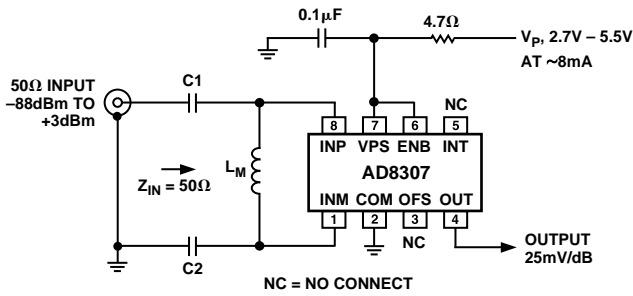 0.1µF
4.7Ω
V_P, 2.7V – 5.5V
AT ~8mA
50Ω INPUT
–88dBm TO
+3dBm
C1
NC
8 7 6 5
INP VPS ENB INT
AD8307
Z_IN = 50Ω
L_M
INM COM OFS OUT
1 2 3 4
NC
C2
OUTPUT
25mV/dB
NC = NO CONNECT